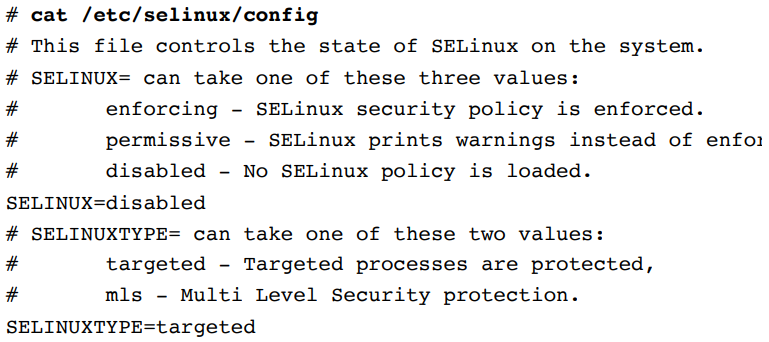 # cat /etc/selinux/config
# This file controls the state of SELinux on the system.
# SELINUX= can take one of these three values:
#       enforcing – SELinux security policy is enforced.
#       permissive – SELinux prints warnings instead of
#       disabled – No SELinux policy is loaded.
SELINUX=disabled
# SELINUXTYPE= can take one of these two values:
#       targeted – Targeted processes are protected,
#       mls – Multi Level Security protection.
SELINUXTYPE=targeted